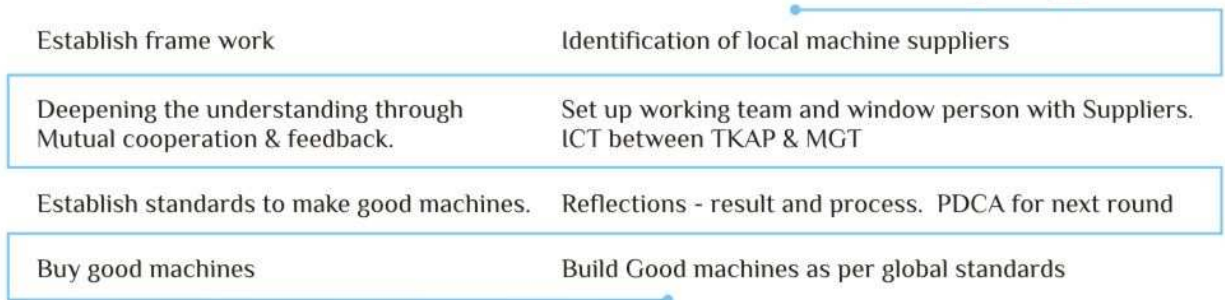 Establish frame work
Identification of local machine suppliers
Deepening the understanding through
Mutual cooperation & feedback.
Set up working team and window person with Suppliers.
ICT between TKAP & MGT
Establish standards to make good machines.
Reflections - result and process. PDCA for next round
Buy good machines
Build Good machines as per global standards